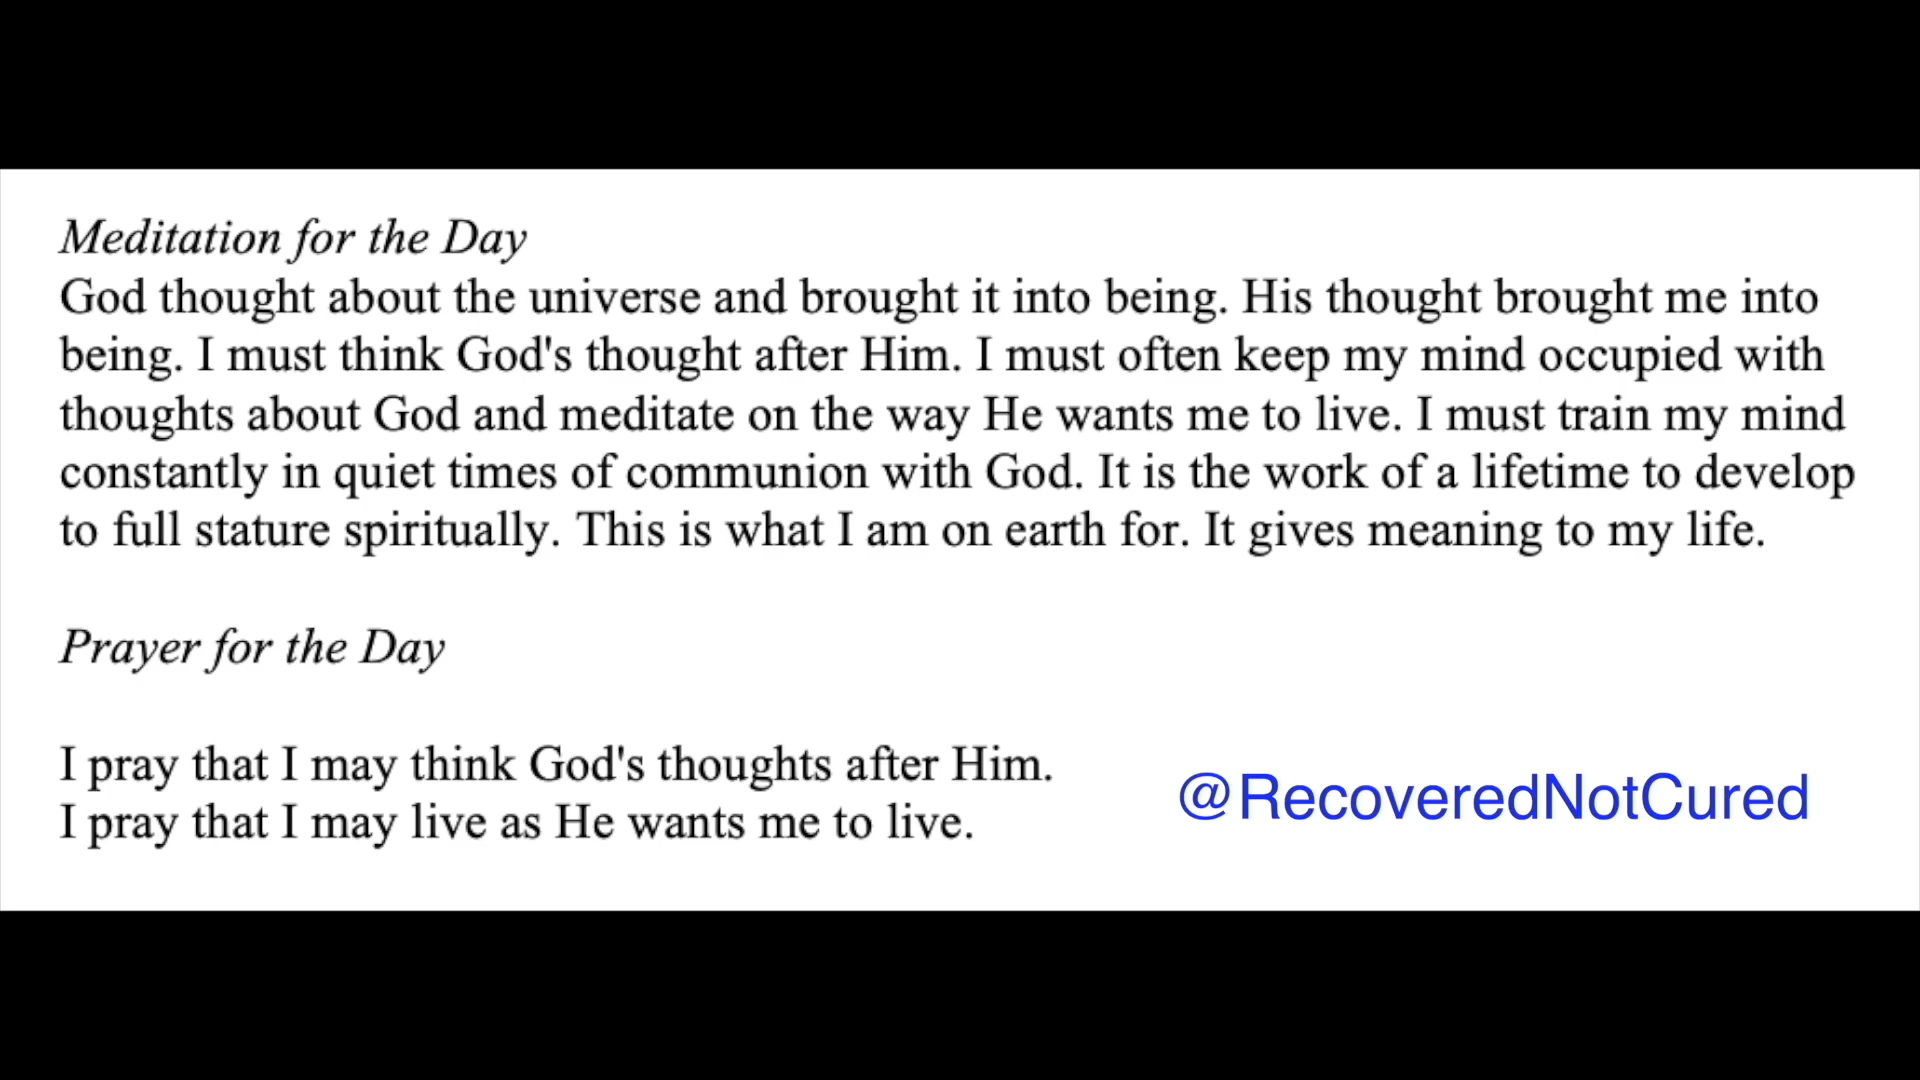 Meditation for the Day
God thought about the universe and brought it into being. His thought brought me into
being. I must think God's thought after Him. I must often keep my mind occupied with
thoughts about God and meditate on the way He wants me to live. I must train my mind
constantly in quiet times of communion with God. It is the work of a lifetime to develop
to full stature spiritually. This is what I am on earth for. It gives meaning to my life.
Prayer for the Day
I pray that I may think God's thoughts after Him.
I pray that I may live as He wants me to live.
@RecoveredNotCured